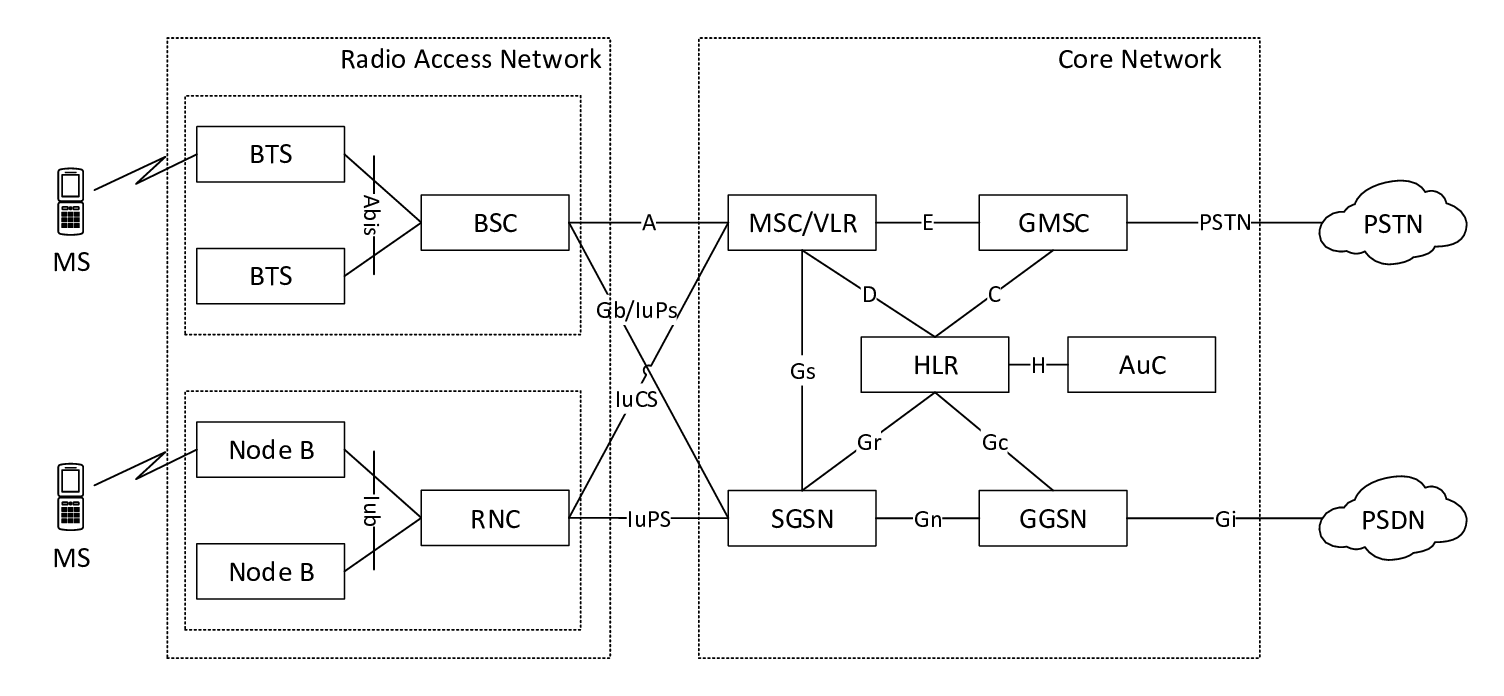 Radio Access Network
Core Network
BTS
BTS
Abis
BSC
MS
A
MSC/VLR
E
GMSC
PSTN
PSTN
Gb/IuPs
D
C
HLR
H
AuC
Gs
IuCS
Gr
Gc
Node B
Node B
Iub
RNC
MS
IuPS
SGSN
Gn
GGSN
Gi
PSDN